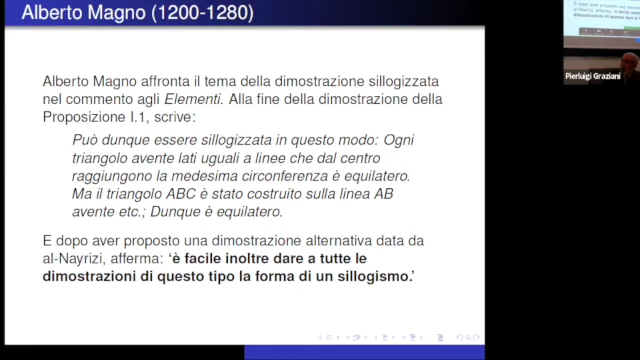 Alberto Magno (1200-1280)
Alberto Magno affronta il tema della dimostrazione sillogizzata
nel commento agli Elementi. Alla fine della dimostrazione della
Proposizione I.1, scrive:
Può dunque essere sillogizzata in questo modo: Ogni
triangolo avente lati uguali a linee che dal centro
raggiungono la medesima circonferenza è equilatero.
Ma il triangolo ABC è stato costruito sulla linea AB
avente etc.; Dunque è equilatero.
E dopo aver proposto una dimostrazione alternativa data da
al-Nayrizi, afferma: ‘è facile inoltre dare a tutte le
dimostrazioni di questo tipo la forma di un sillogismo.’
Pierluigi Graziani